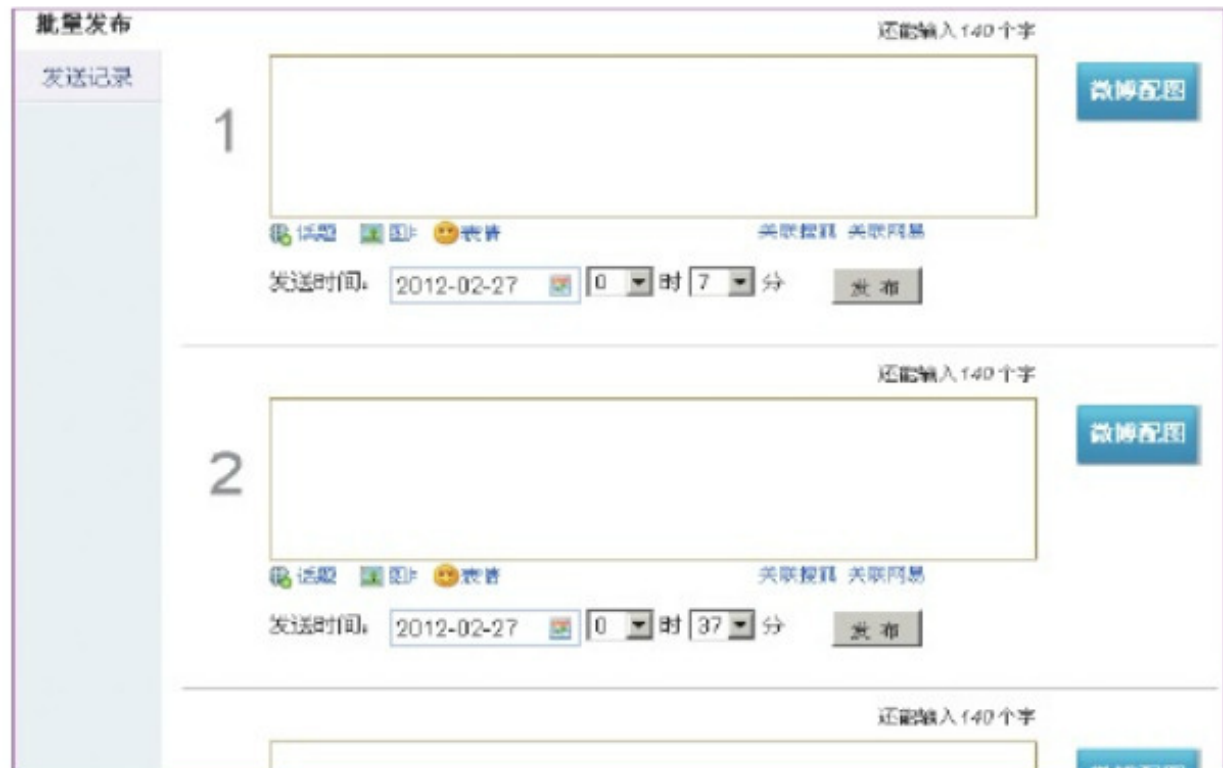 批量发布
发送记录
还能输入140个字
1
微博配图
话题 图片 表情 关联搜狐 关联网易
发送时间: 2012-02-27 0 时 7 分 发布
还能输入140个字
2
微博配图
话题 图片 表情 关联搜狐 关联网易
发送时间: 2012-02-27 0 时 37 分 发布
还能输入140个字